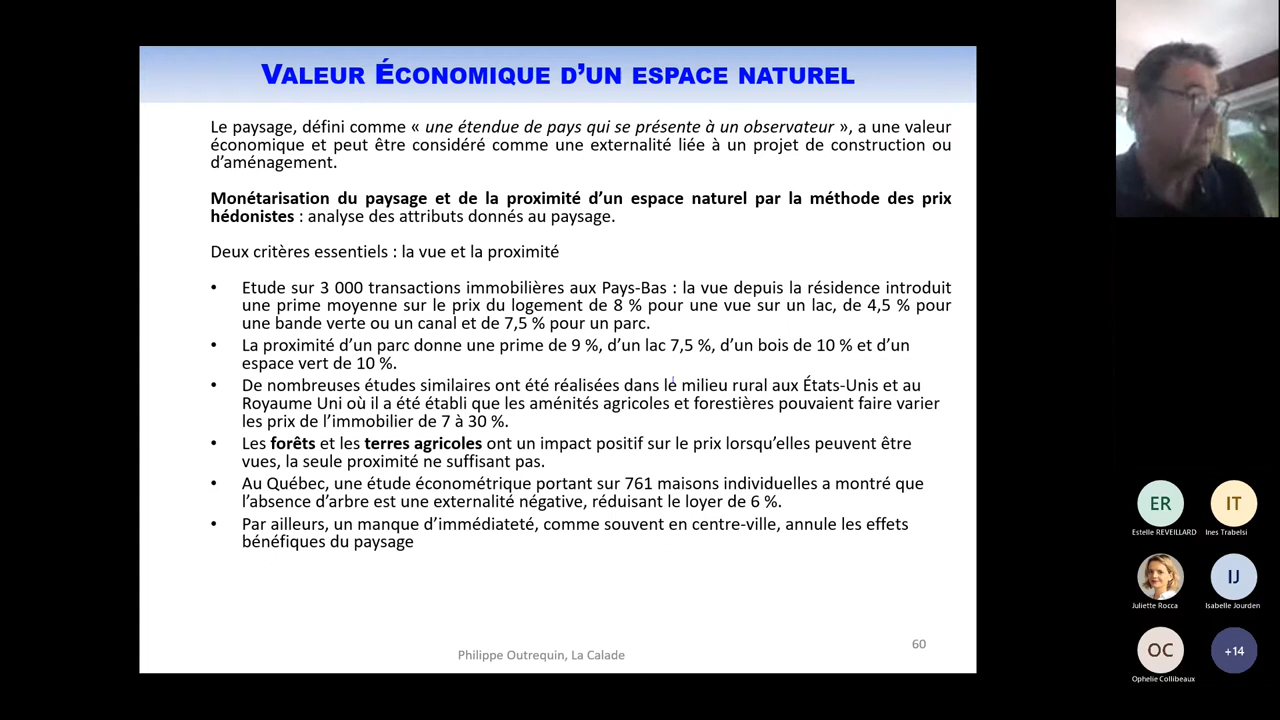 VALEUR ÉCONOMIQUE D’UN ESPACE NATUREL
Le paysage, défini comme « une étendue de pays qui se présente à un observateur », a une valeur
économique et peut être considéré comme une externalité liée à un projet de construction ou
d’aménagement.
Monétarisation du paysage et de la proximité d’un espace naturel par la méthode des prix
hédonistes : analyse des attributs donnés au paysage.
Deux critères essentiels : la vue et la proximité
• Etude sur 3 000 transactions immobilières aux Pays-Bas : la vue depuis la résidence introduit
une prime moyenne sur le prix du logement de 8 % pour une vue sur un lac, de 4,5 % pour
une bande verte ou un canal et de 7,5 % pour un parc.
• La proximité d’un parc donne une prime de 9 %, d’un lac 7,5 %, d’un bois de 10 % et d’un
espace vert de 10 %.
• De nombreuses études similaires ont été réalisées dans le milieu rural aux États-Unis et au
Royaume Uni où il a été établi que les aménités agricoles et forestières pouvaient faire varier
les prix de l’immobilier de 7 à 30 %.
• Les forêts et les terres agricoles ont un impact positif sur le prix lorsqu’elles peuvent être
vues, la seule proximité ne suffisant pas.
• Au Québec, une étude économétrique portant sur 761 maisons individuelles a montré que
l’absence d’arbre est une externalité négative, réduisant le loyer de 6 %.
• Par ailleurs, un manque d’immédiateté, comme souvent en centre-ville, annule les effets
bénéfiques du paysage
60
Philippe Outrequin, La Calade
ER IT
Estelle REVEILLARD Ines Trabelsi
IJ
Juliette Rocca Isabelle Jourden
OC +14
Ophelie Collibeaux